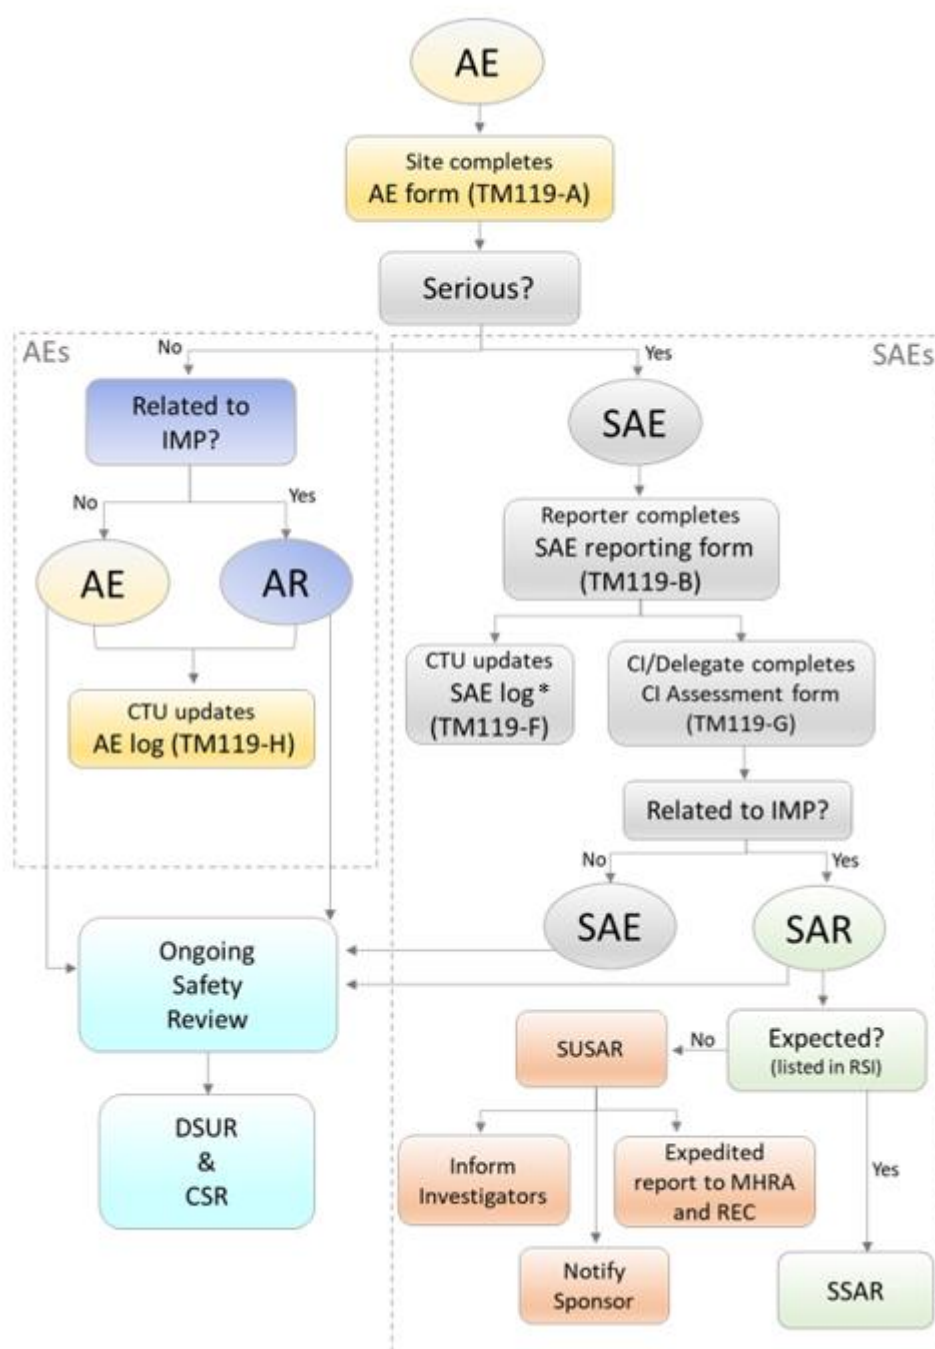 AE
Site completes
AE form (TM119-A)
Serious?
AEs
No
Yes
SAEs
Related to
IMP?
SAE
No
Yes
Reporter completes
SAE reporting form
(TM119-B)
AE
AR
CTU updates
SAE log*
(TM119-F)
CI/Delegate completes
CI Assessment form
(TM119-G)
CTU updates
AE log (TM119-H)
Related to IMP?
No
Yes
SAE
SAR
Ongoing
Safety
Review
SUSAR
No
Expected?
(listed in RSI)
DSUR
&
CSR
Inform
Investigators
Expedited
report to MHRA
and REC
Yes
Notify
Sponsor
SSAR